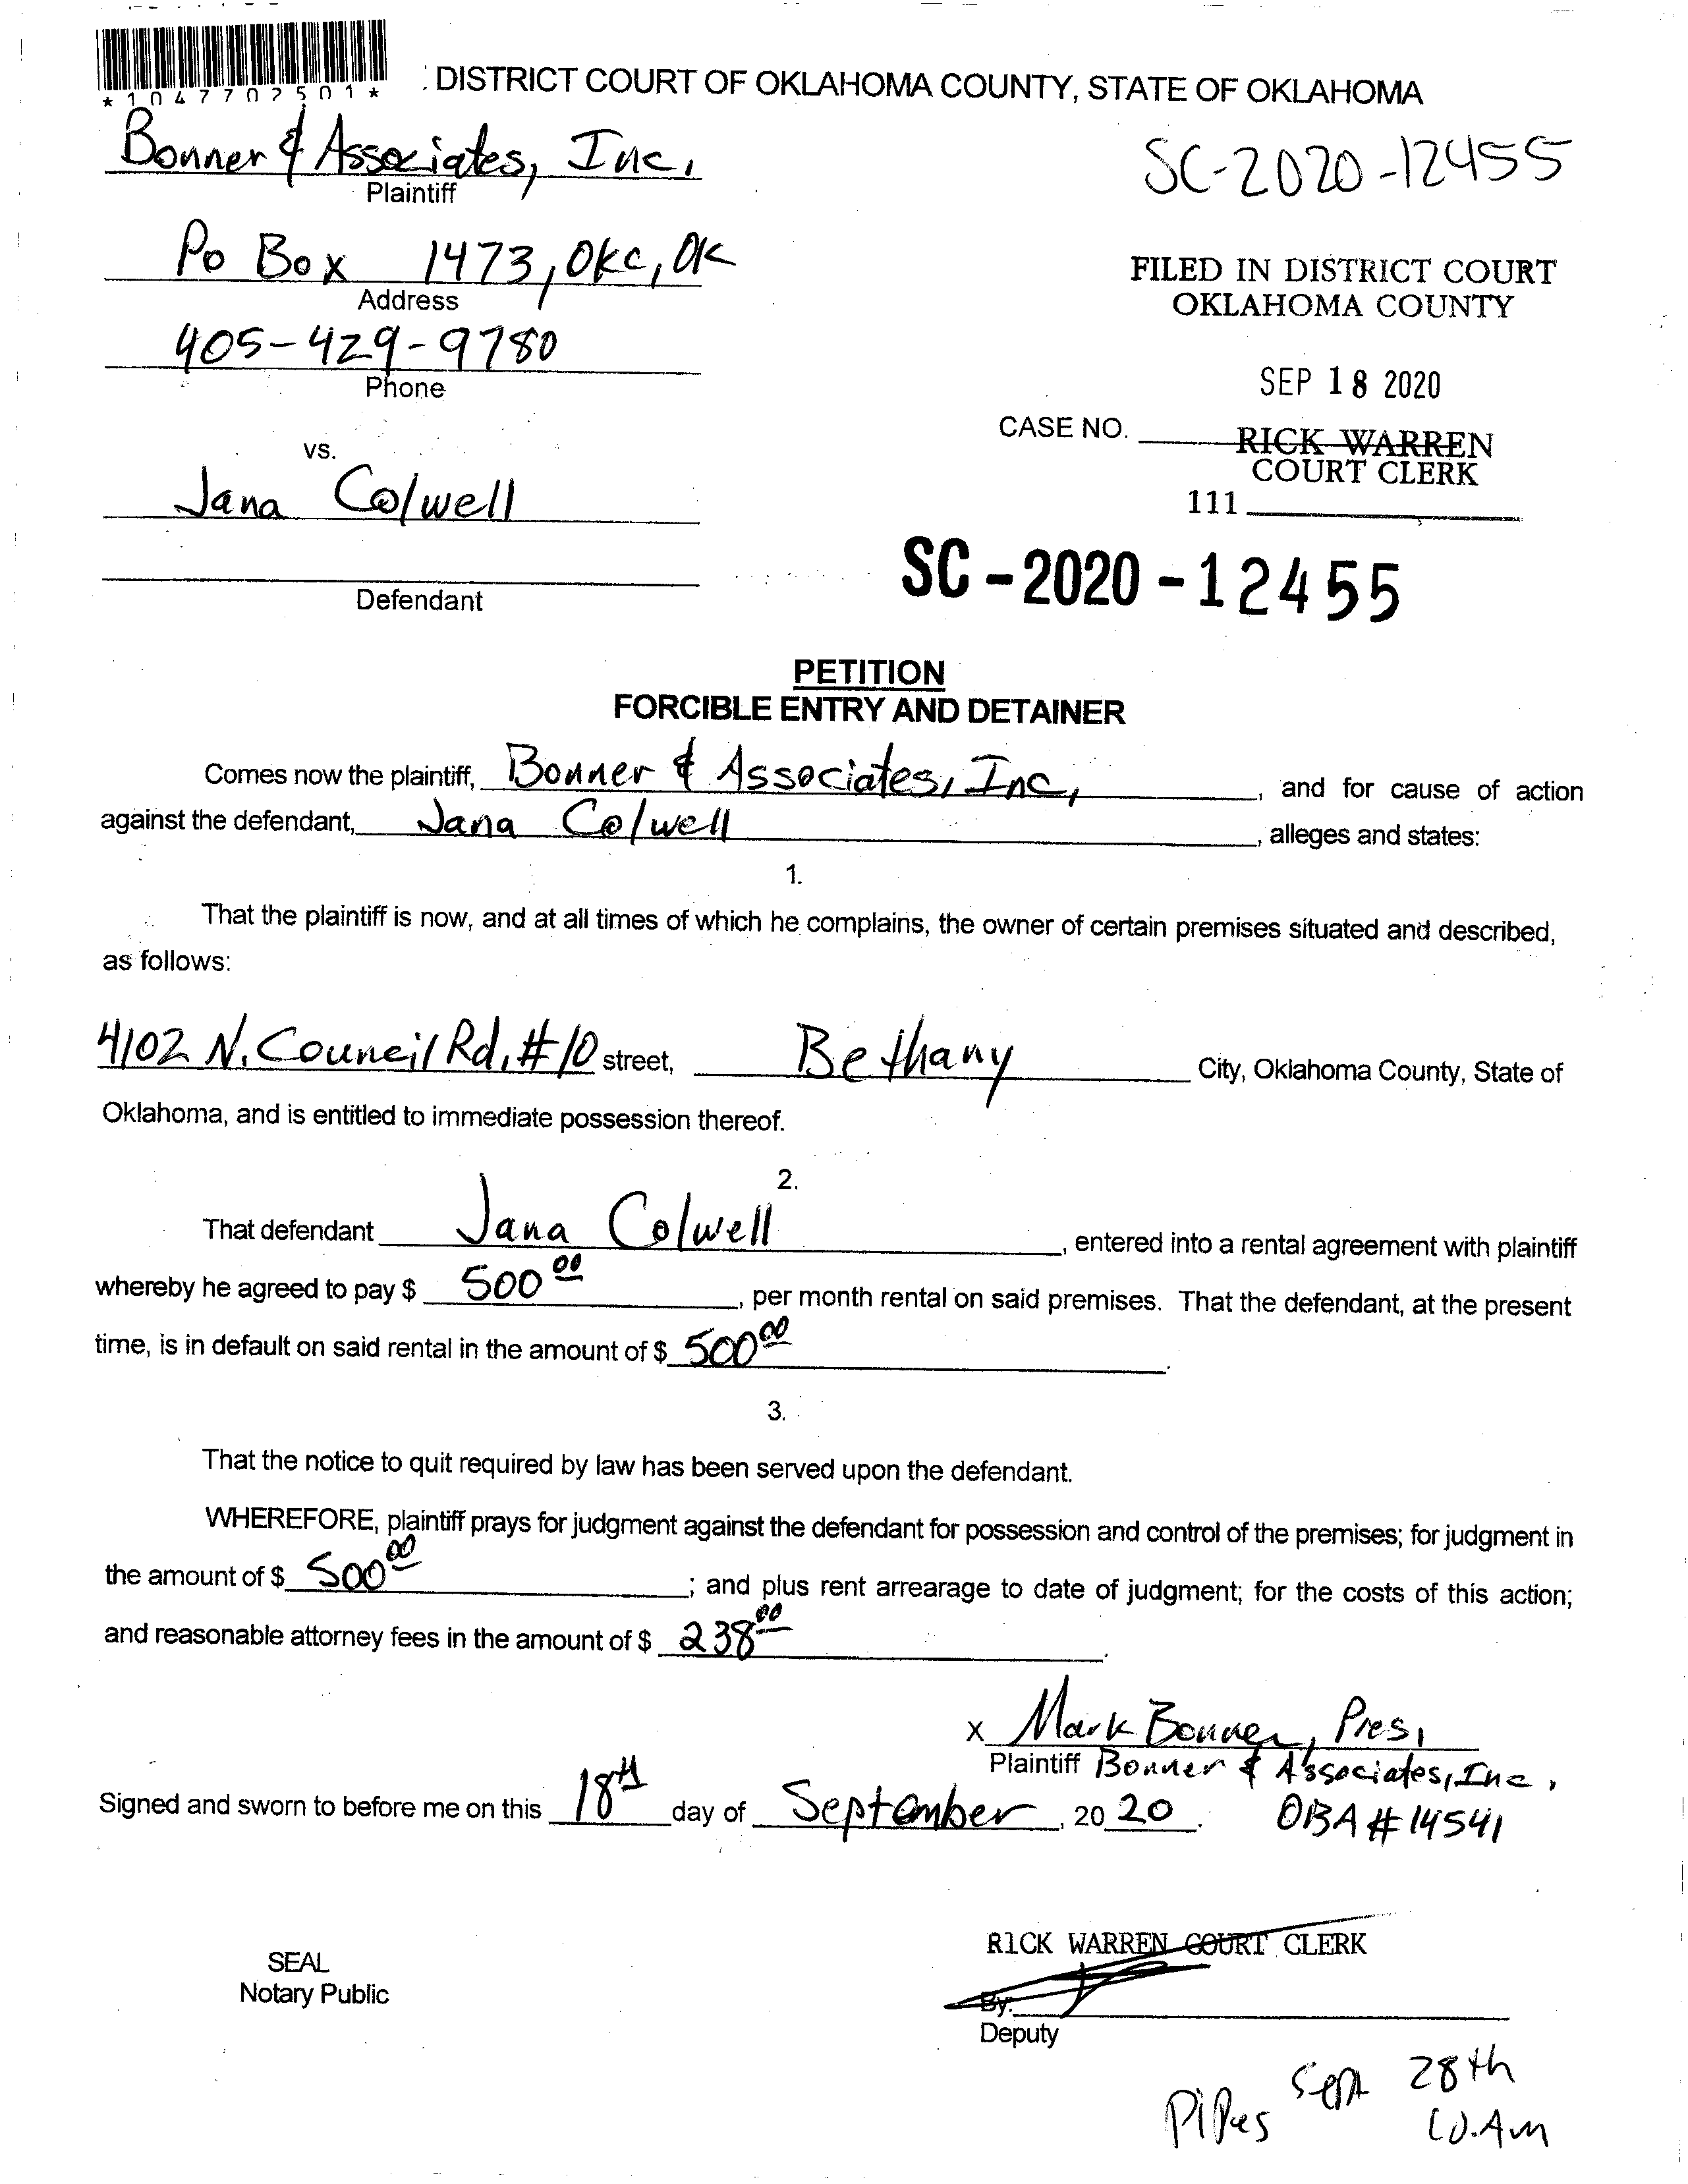 *1047702501*
: DISTRICT COURT OF OKLAHOMA COUNTY, STATE OF OKLAHOMA
Bonner & Associates, Inc.
Plaintiff
SC-2020-12455
Po Box 1473, OKC, OK
Address
FILED IN DISTRICT COURT
OKLAHOMA COUNTY
405-429-9780
Phone
SEP 18 2020
CASE NO.
RICK WARREN
COURT CLERK
111
vs.
Jana Colwell
Defendant
SC-2020-12455
PETITION
FORCIBLE ENTRY AND DETAINER
Comes now the plaintiff, Bonner & Associates, Inc, , and for cause of action
against the defendant, Jana Colwell , alleges and states:
1.
That the plaintiff is now, and at all times of which he complains, the owner of certain premises situated and described,
as follows:
4102 N. Council Rd, #10 street, Bethany City, Oklahoma County, State of
Oklahoma, and is entitled to immediate possession thereof.
2.
That defendant Jana Colwell , entered into a rental agreement with plaintiff
whereby he agreed to pay $ 500 00 , per month rental on said premises. That the defendant, at the present
time, is in default on said rental in the amount of $ 500 00 .
3.
That the notice to quit required by law has been served upon the defendant.
WHEREFORE, plaintiff prays for judgment against the defendant for possession and control of the premises; for judgment in
the amount of $ 500 00 ; and plus rent arrearage to date of judgment; for the costs of this action;
and reasonable attorney fees in the amount of $ 238 00 .
x Mark Bonner, Pres,
Plaintiff Bonner & Associates, Inc.
Signed and sworn to before me on this 18th day of September , 20 20 .
OBA # 14541
RICK WARREN COURT CLERK
SEAL
Notary Public
By:
Deputy
Pipes Sept 28th
10.AM